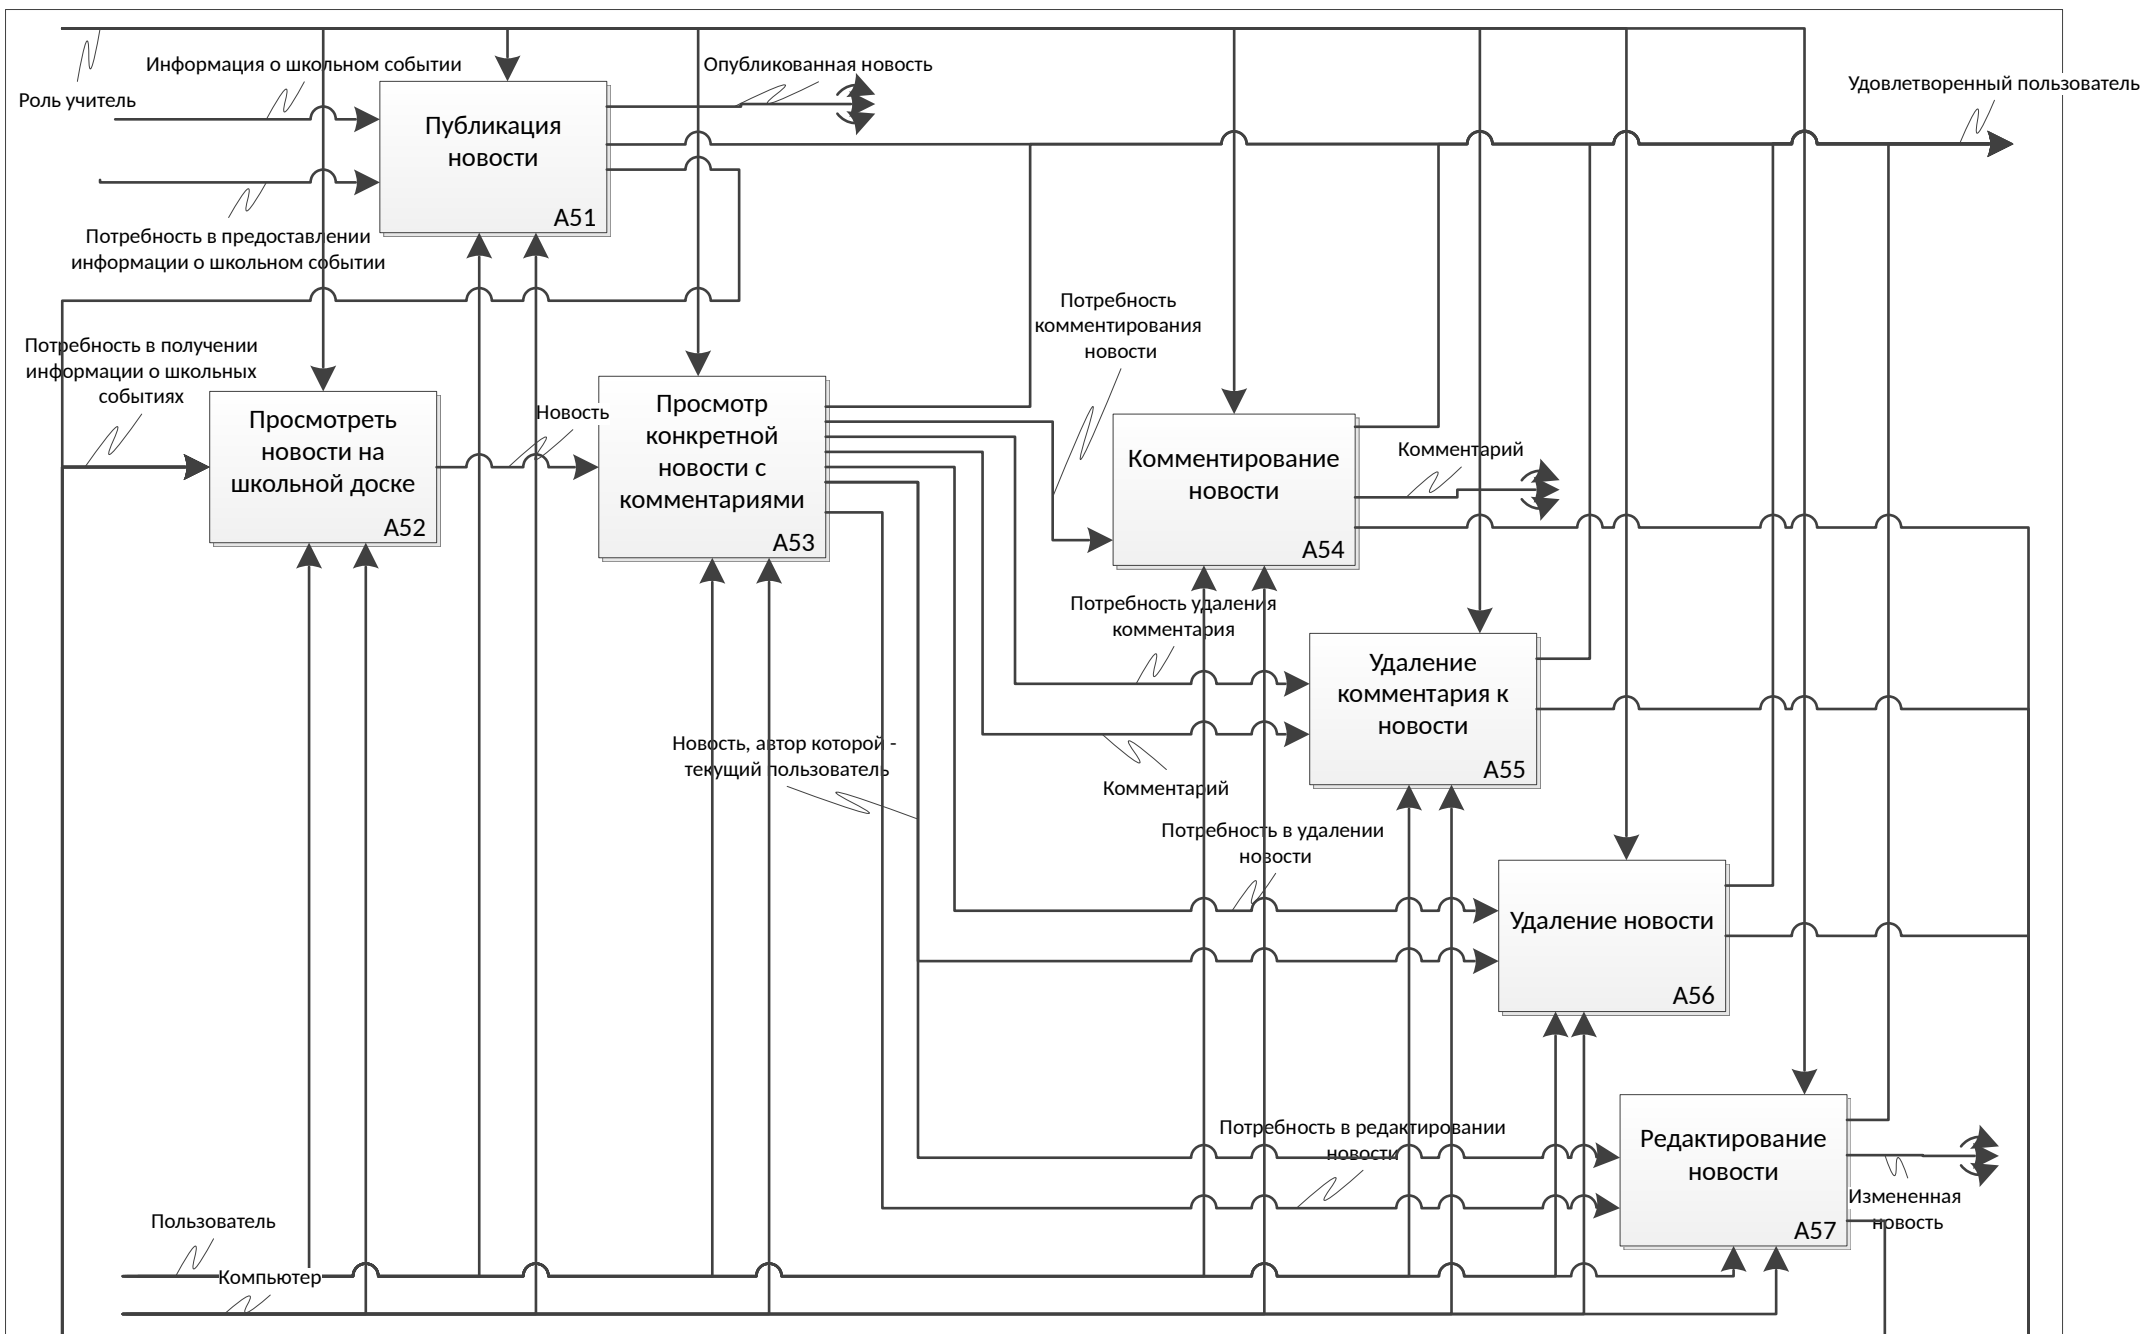 Информация о школьном событии
Опубликованная новость
Удовлетворенный пользователь
Роль учитель
Публикация
новости
A51
Потребность в предоставлении
информации о школьном событии
Потребность
комментирования
новости
Потребность в получении
информации о школьных
событиях
Просмотреть
новости на
школьной доске
A52
Новость
Просмотр
конкретной
новости с
комментариями
A53
Комментирование
новости
A54
Комментарий
Потребность удаления
комментария
Удаление
комментария к
новости
A55
Новость, автор которой -
текущий пользователь
Комментарий
Потребность в удалении
новости
Удаление новости
A56
Потребность в редактировании
новости
Редактирование
новости
A57
Измененная
новость
Пользователь
Компьютер